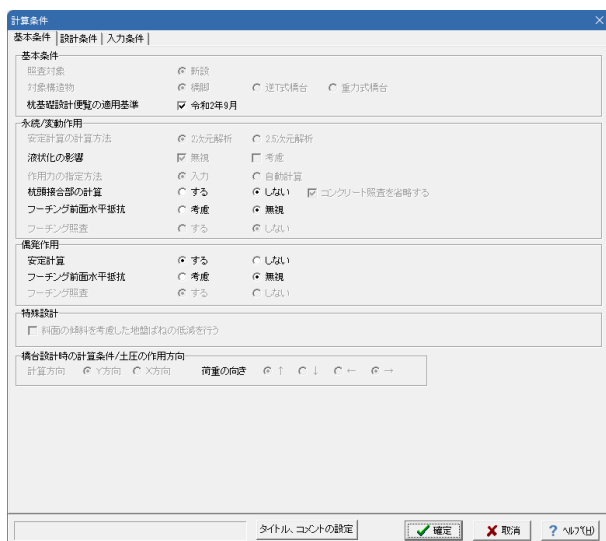 計算条件
基本条件 設計条件 入力条件
基本条件
照査対象 新設
対象構造物 橋脚 逆T式橋台 重力式橋台
杭基礎設計便覧の適用基準 令和2年9月
永続/変動作用
安定計算の計算方法 2次元解析 2.5次元解析
液状化の影響 無視 考慮
作用力の指定方法 入力 自動計算
杭頭接合部の計算 する しない コンクリート照査を省略する
フーチング前面水平抵抗 考慮 無視
フーチング照査 する しない
偶発作用
安定計算 する しない
フーチング前面水平抵抗 考慮 無視
フーチング照査 する しない
特殊設計
斜面の傾斜を考慮した地盤ばねの低減を行う
橋台設計時の計算条件/土圧の作用方向
計算方向 Y方向 X方向 荷重の向き ↑ ↓ ← →
タイトル、コメントの設定 確定 取消 ? ヘルプ(H)